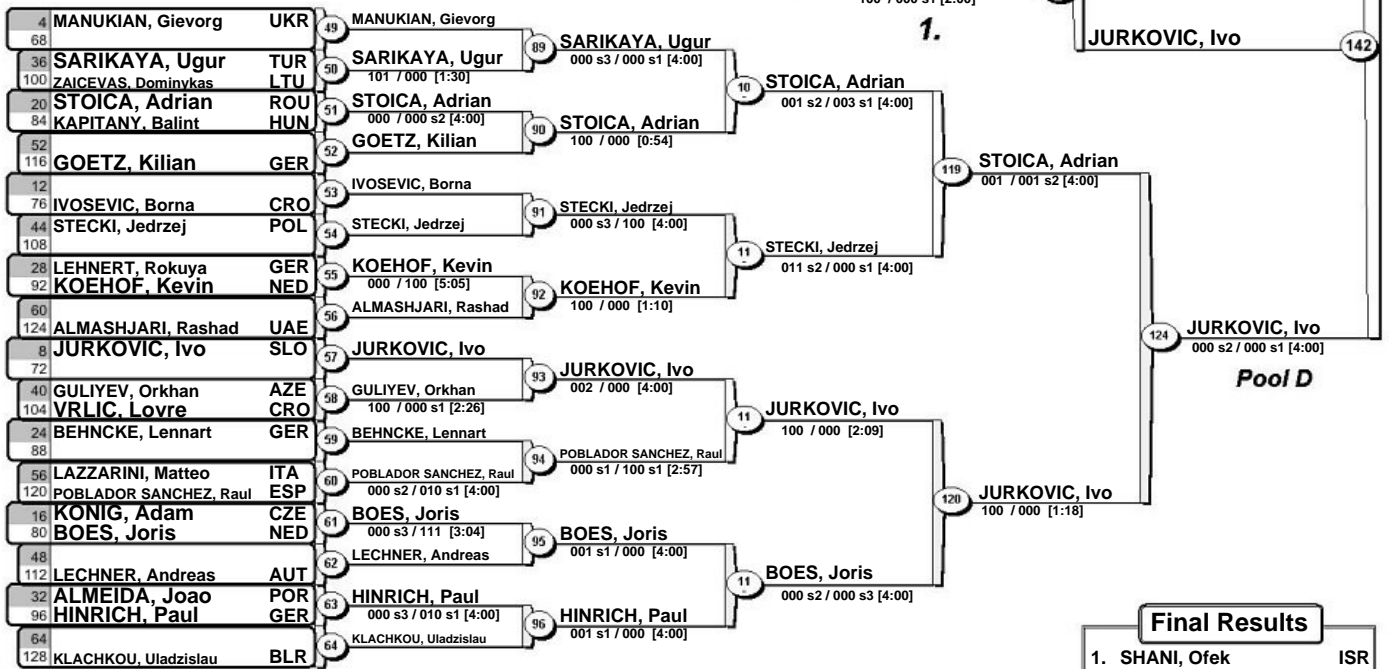 1.
JURKOVIC, Ivo
142
4 MANUKIAN, Gievorg UKR
68
36 SARIKAYA, Ugur TUR
100 ZAICEVAS, Dominykas LTU
20 STOICA, Adrian ROU
84 KAPITANY, Balint HUN
52
116 GOETZ, Kilian GER
12
76 IVOSEVIC, Borna CRO
44 STECKI, Jedrzej POL
108
28 LEHNERT, Rokuya GER
92 KOEHOF, Kevin NED
60
124 ALMASHJARI, Rashad UAE
8 JURKOVIC, Ivo SLO
72
40 GULIYEV, Orkhan AZE
104 VRLIC, Lovre CRO
24 BEHNCKE, Lennart GER
88
56 LAZZARINI, Matteo ITA
120 POBLADOR SANCHEZ, Raul ESP
16 KONIG, Adam CZE
80 BOES, Joris NED
48
112 LECHNER, Andreas AUT
32 ALMEIDA, Joao POR
96 HINRICH, Paul GER
64
128 KLACHKOU, Uladzislau BLR
49 MANUKIAN, Gievorg
50 SARIKAYA, Ugur
101 / 000 [1:30]
51 STOICA, Adrian
000 / 000 s2 [4:00]
52 GOETZ, Kilian
53 IVOSEVIC, Borna
54 STECKI, Jedrzej
55 KOEHOF, Kevin
000 / 100 [5:05]
56 ALMASHJARI, Rashad
57 JURKOVIC, Ivo
58 GULIYEV, Orkhan
100 / 000 s1 [2:26]
59 BEHNCKE, Lennart
60 POBLADOR SANCHEZ, Raul
000 s2 / 010 s1 [4:00]
61 BOES, Joris
000 s3 / 111 [3:04]
62 LECHNER, Andreas
63 HINRICH, Paul
000 s3 / 010 s1 [4:00]
64 KLACHKOU, Uladzislau
89 SARIKAYA, Ugur
000 s3 / 000 s1 [4:00]
90 STOICA, Adrian
100 / 000 [0:54]
91 STECKI, Jedrzej
000 s3 / 100 [4:00]
92 KOEHOF, Kevin
100 / 000 [1:10]
93 JURKOVIC, Ivo
002 / 000 [4:00]
94 POBLADOR SANCHEZ, Raul
000 s1 / 100 s1 [2:57]
95 BOES, Joris
001 s1 / 000 [4:00]
96 HINRICH, Paul
001 s1 / 000 [4:00]
10 STOICA, Adrian
001 s2 / 003 s1 [4:00]
11 STECKI, Jedrzej
011 s2 / 000 s1 [4:00]
11 JURKOVIC, Ivo
100 / 000 [2:09]
11 BOES, Joris
000 s2 / 000 s3 [4:00]
119 STOICA, Adrian
001 / 001 s2 [4:00]
120 JURKOVIC, Ivo
100 / 000 [1:18]
124 JURKOVIC, Ivo
000 s2 / 000 s1 [4:00]
Pool D
Final Results
1. SHANI, Ofek ISR